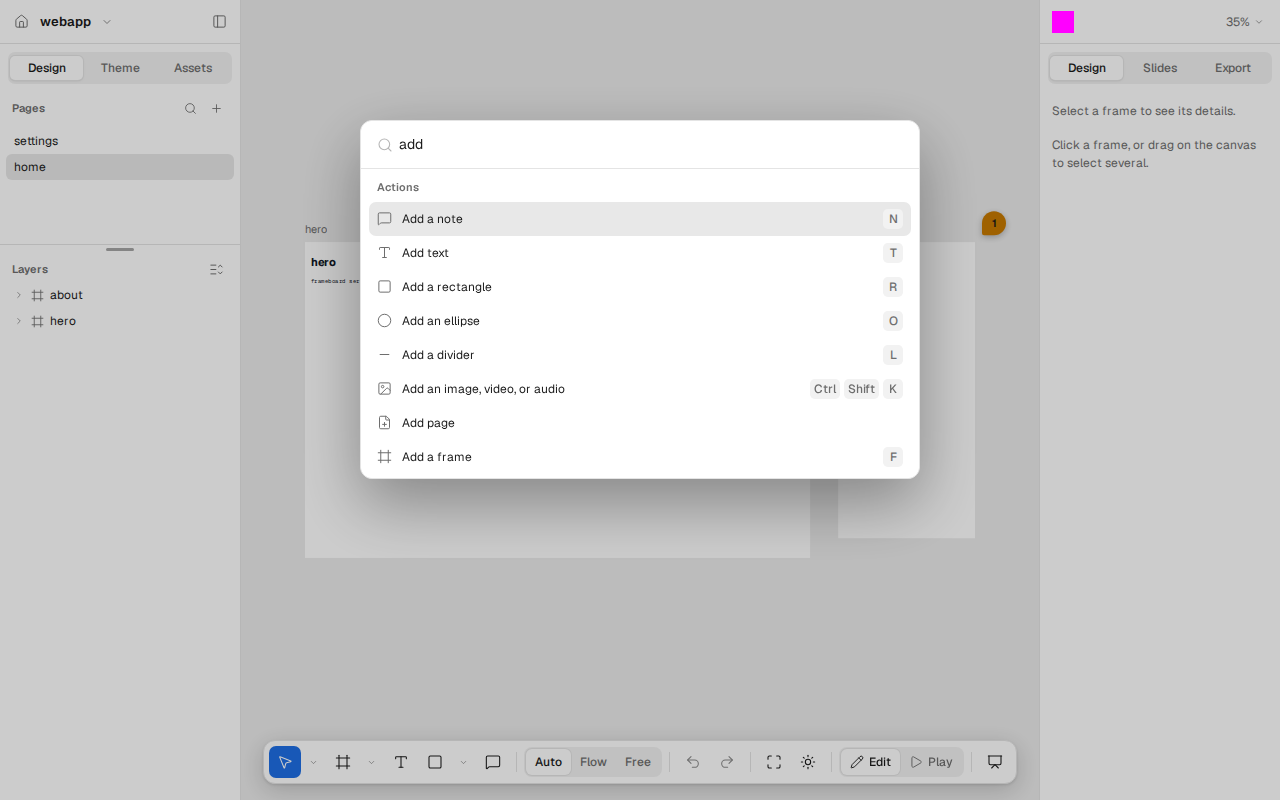 webapp
Design Theme Assets
Pages
settings
home
Layers
about
hero
add
Actions
Add a note N
Add text T
Add a rectangle R
Add an ellipse O
Add a divider L
Add an image, video, or audio Ctrl Shift K
Add page
Add a frame F
hero
hero
frameboard
1
Auto Flow Free
Edit Play
35%
Design Slides Export
Select a frame to see its details.
Click a frame, or drag on the canvas
to select several.